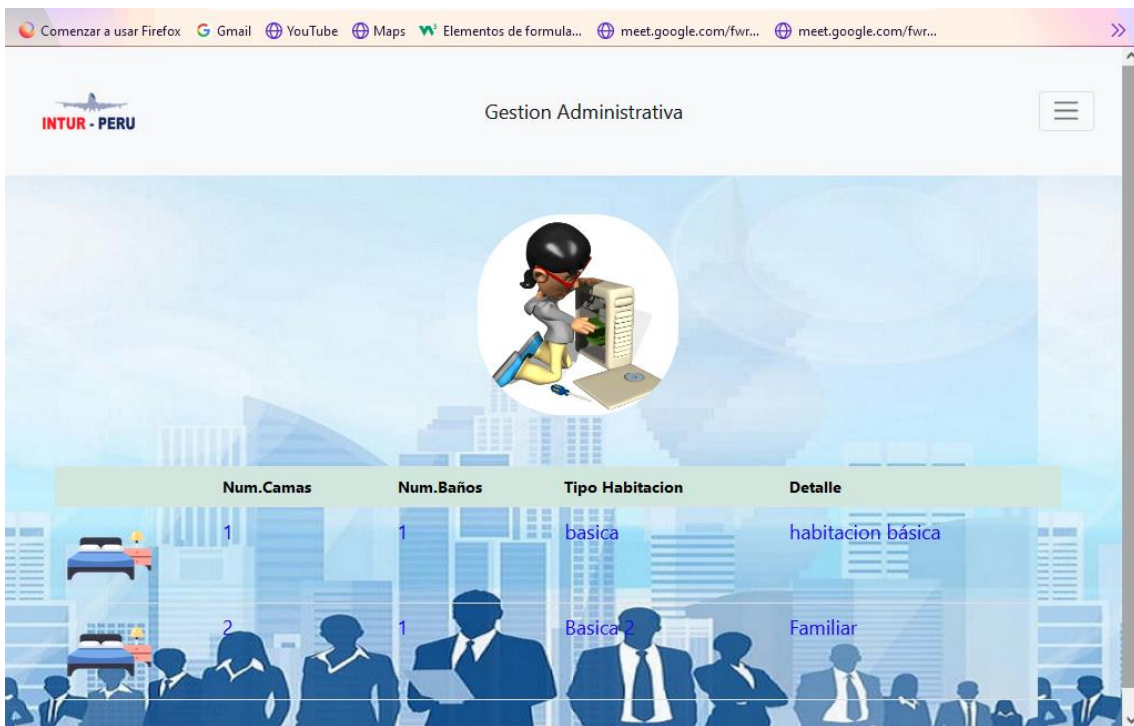 Comenzar a usar Firefox Gmail YouTube Maps Elementos de formula... meet.google.com/fwr... meet.google.com/fwr...
INTUR - PERU
Gestion Administrativa
Num.Camas Num.Baños Tipo Habitacion Detalle
1 1 basica habitacion básica
2 1 Basica 2 Familiar